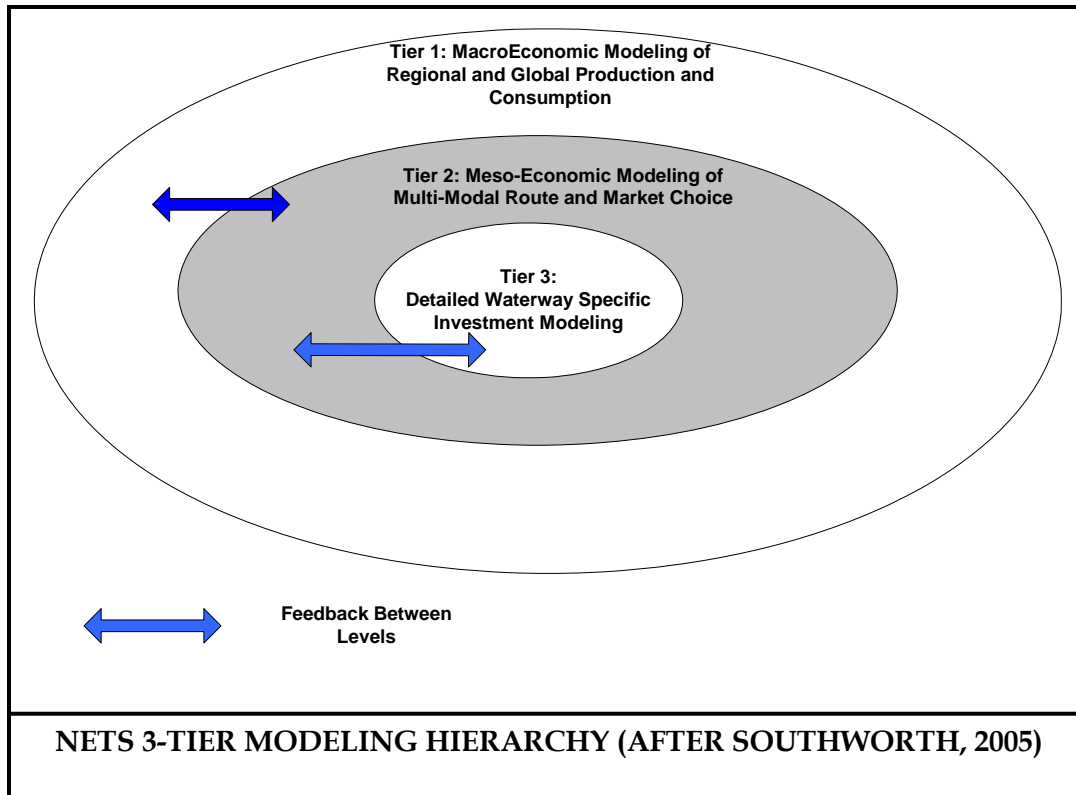 Tier 1: MacroEconomic Modeling of
Regional and Global Production and
Consumption
Tier 2: Meso-Economic Modeling of
Multi-Modal Route and Market Choice
Tier 3:
Detailed Waterway Specific
Investment Modeling
Feedback Between
Levels
NETS 3-TIER MODELING HIERARCHY (AFTER SOUTHWORTH, 2005)